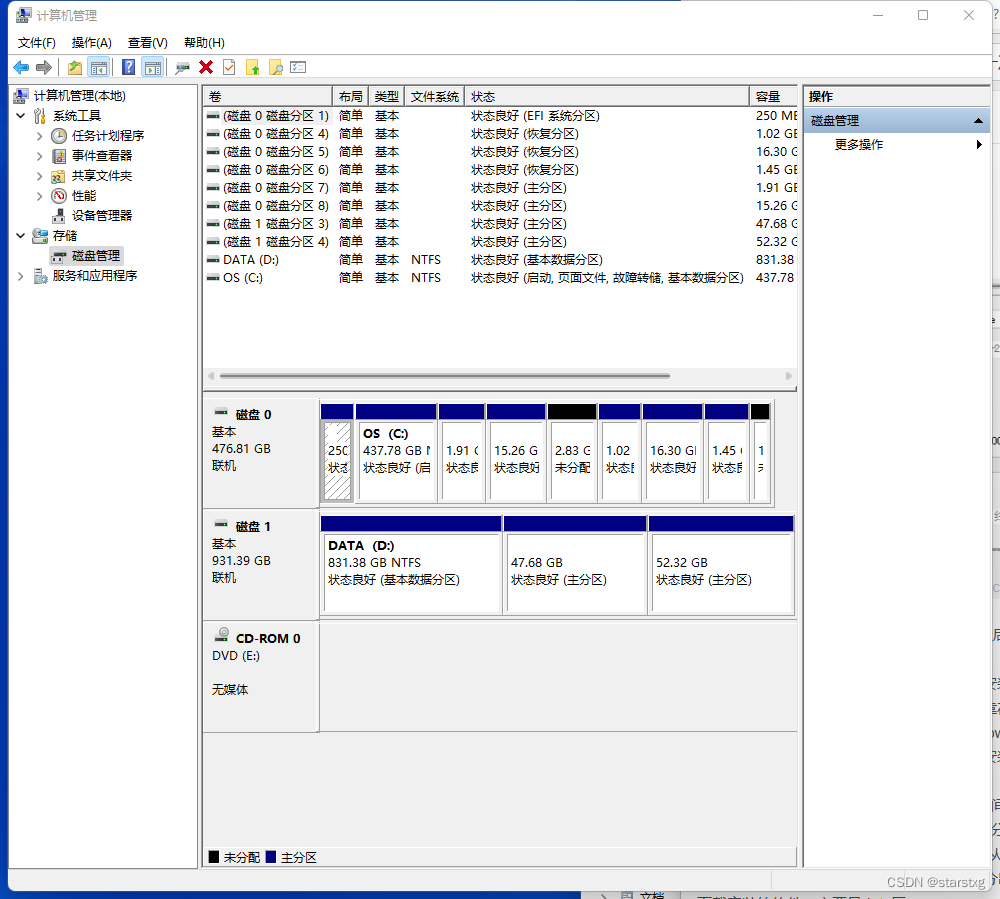 计算机管理
文件(F) 操作(A) 查看(V) 帮助(H)
计算机管理(本地)
系统工具
任务计划程序
事件查看器
共享文件夹
性能
设备管理器
存储
磁盘管理
服务和应用程序
卷 布局 类型 文件系统 状态 容量
(磁盘 0 磁盘分区 1) 简单 基本 状态良好 (EFI 系统分区) 250 ME
(磁盘 0 磁盘分区 4) 简单 基本 状态良好 (恢复分区) 1.02 GE
(磁盘 0 磁盘分区 5) 简单 基本 状态良好 (恢复分区) 16.30 G
(磁盘 0 磁盘分区 6) 简单 基本 状态良好 (恢复分区) 1.45 GE
(磁盘 0 磁盘分区 7) 简单 基本 状态良好 (主分区) 1.91 GE
(磁盘 0 磁盘分区 8) 简单 基本 状态良好 (主分区) 15.26 G
(磁盘 1 磁盘分区 3) 简单 基本 状态良好 (主分区) 47.68 G
(磁盘 1 磁盘分区 4) 简单 基本 状态良好 (主分区) 52.32 G
DATA (D:) 简单 基本 NTFS 状态良好 (基本数据分区) 831.38
OS (C:) 简单 基本 NTFS 状态良好 (启动, 页面文件, 故障转储, 基本数据分区) 437.78
操作
磁盘管理
更多操作
磁盘 0
基本
476.81 GB
联机
250
状态
OS (C:)
437.78 GB
状态良好 (启
1.91
状态良
15.26 G
状态良好
2.83
未分配
1.02
状态良
16.30 G
状态良好
1.45
状态良
1
磁盘 1
基本
931.39 GB
联机
DATA (D:)
831.38 GB NTFS
状态良好 (基本数据分区)
47.68 GB
状态良好 (主分区)
52.32 GB
状态良好 (主分区)
CD-ROM 0
DVD (E:)
无媒体
未分配 主分区
CSDN @starstxg
文档